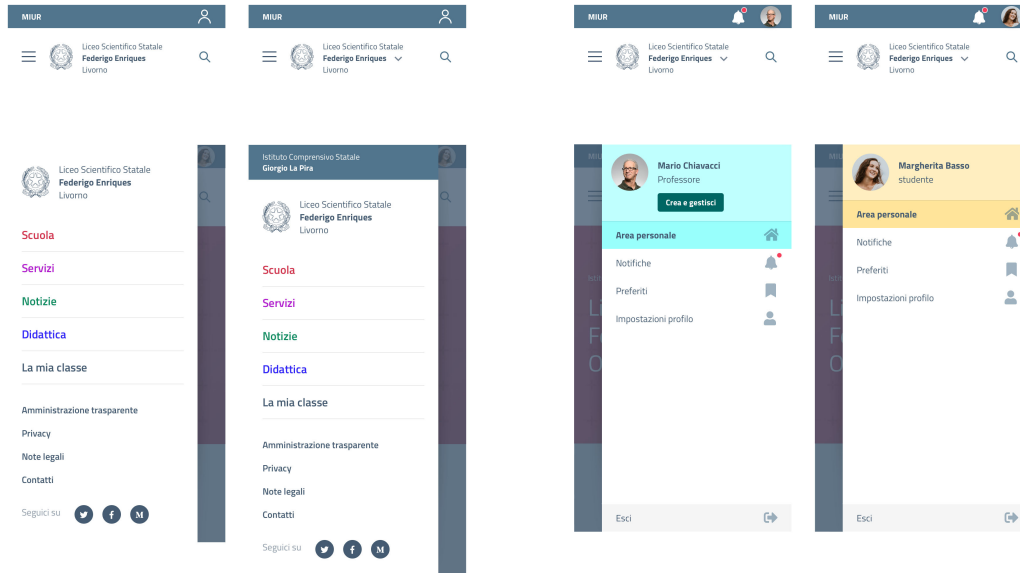 MIUR
Liceo Scientifico Statale
Federigo Enriques
Livorno
Liceo Scientifico Statale
Federigo Enriques
Livorno
MIUR
Liceo Scientifico Statale
Federigo Enriques
Livorno
MIUR
Liceo Scientifico Statale
Federigo Enriques
Livorno
Liceo Scientifico Statale
Federigo Enriques
Livorno
Scuola
Servizi
Notizie
Didattica
La mia classe
Amministrazione trasparente
Privacy
Note legali
Contatti
Seguici su
M
Istituto Comprensivo Statale
Giorgio La Pira
Liceo Scientifico Statale
Federigo Enriques
Livorno
Scuola
Servizi
Notizie
Didattica
La mia classe
Amministrazione trasparente
Privacy
Note legali
Contatti
Seguici su
M
Mario Chiavacci
Professore
Crea e gestisci
Area personale
Notifiche
Preferiti
Impostazioni profilo
Esci
Margherita Basso
studente
Area personale
Notifiche
Preferiti
Impostazioni profilo
Esci